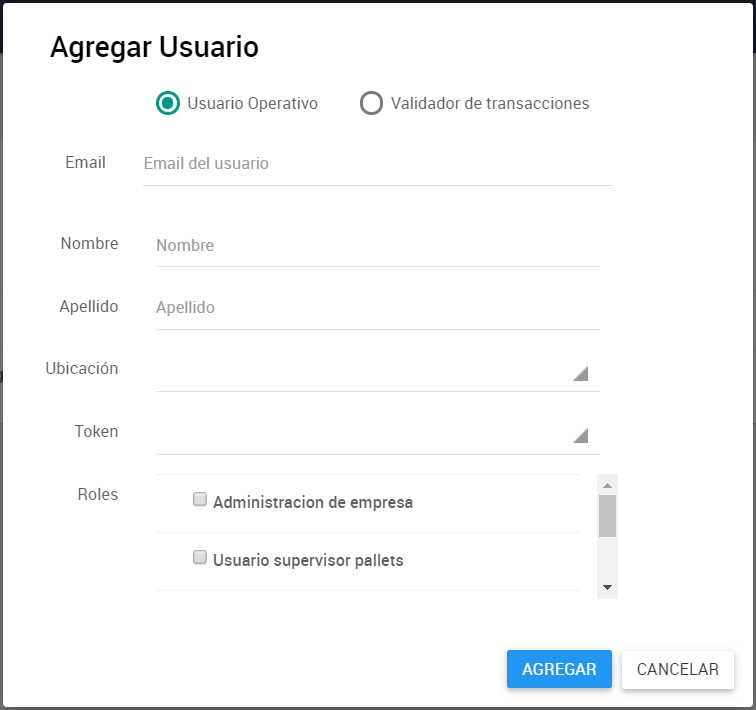 Agregar Usuario
Usuario Operativo Validador de transacciones
Email Email del usuario
Nombre Nombre
Apellido Apellido
Ubicación
Token
Roles Administracion de empresa
Usuario supervisor pallets
AGREGAR CANCELAR